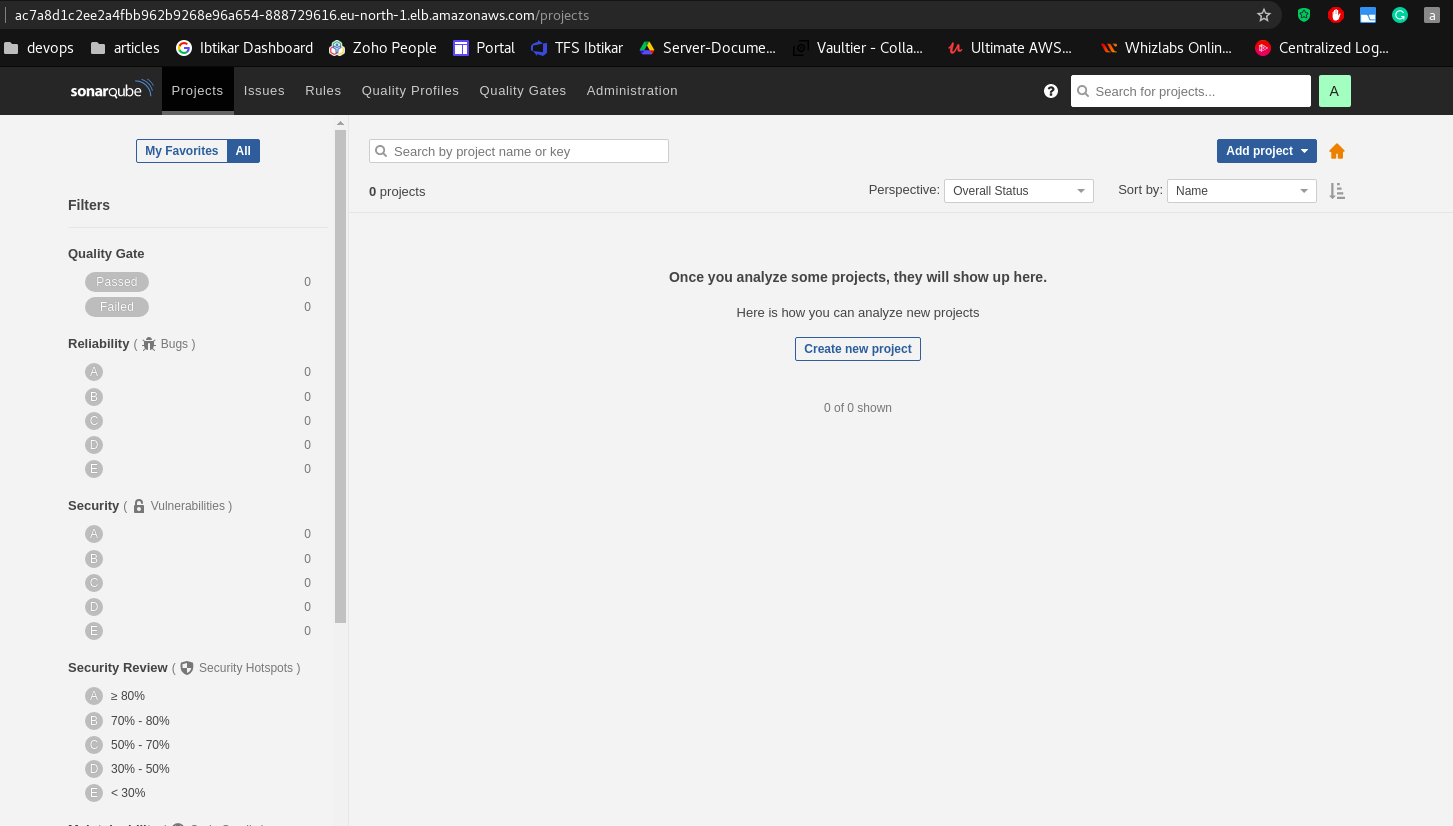 ac7a8d1c2ee2a4fbb962b9268e96a654-888729616.eu-north-1.elb.amazonaws.com/projects
a
devops articles Ibtikar Dashboard Zoho People Portal TFS Ibtikar Server-Docume... Vaultier - Colla... Ultimate AWS... Whizlabs Onlin... Centralized Log...
sonarqube Projects Issues Rules Quality Profiles Quality Gates Administration ? Search for projects... A
My Favorites All
Search by project name or key
Add project
0 projects
Perspective: Overall Status Sort by: Name
Filters
Quality Gate
Passed 0
Failed 0
Reliability ( Bugs )
A 0
B 0
C 0
D 0
E 0
Security ( Vulnerabilities )
A 0
B 0
C 0
D 0
E 0
Security Review ( Security Hotspots )
A ≥ 80%
B 70% - 80%
C 50% - 70%
D 30% - 50%
E < 30%
Once you analyze some projects, they will show up here.
Here is how you can analyze new projects
Create new project
0 of 0 shown